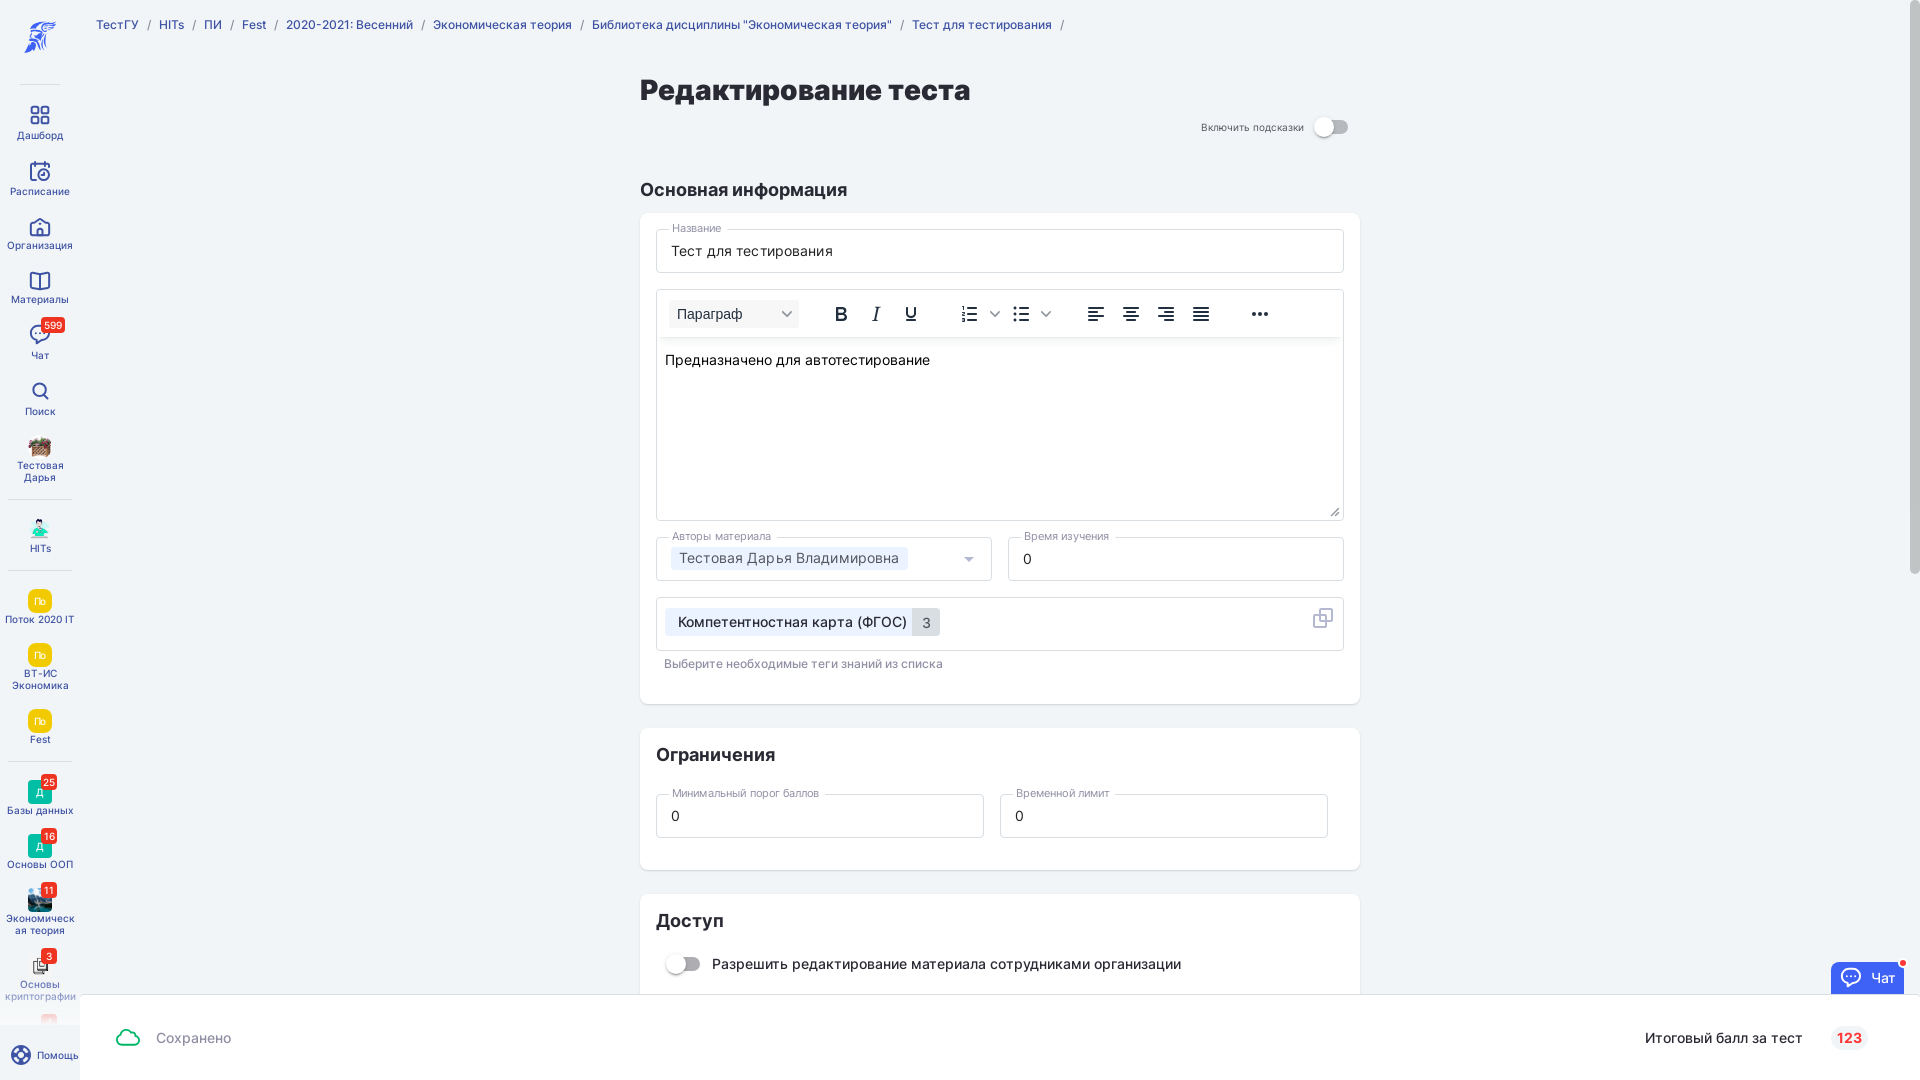 ТестГУ / HITs / ПИ / Fest / 2020-2021: Весенний / Экономическая теория / Библиотека дисциплины "Экономическая теория" / Тест для тестирования /
Дашборд
Расписание
Организация
Материалы
599
Чат
Поиск
Тестовая
Дарья
HITs
По
Поток 2020 IT
По
ВТ-ИС
Экономика
По
Fest
25
Д
Базы данных
16
Д
Основы ООП
11
Экономическ
ая теория
3
Основы
криптографии
Помощь
Редактирование теста
Включить подсказки
Основная информация
Название
Тест для тестирования
Параграф
B I U
Предназначено для автотестирование
Авторы материала
Тестовая Дарья Владимировна
Время изучения
0
Компетентностная карта (ФГОС) 3
Выберите необходимые теги знаний из списка
Ограничения
Минимальный порог баллов
0
Временной лимит
0
Доступ
Разрешить редактирование материала сотрудниками организации
Чат
Сохранено
Итоговый балл за тест 123